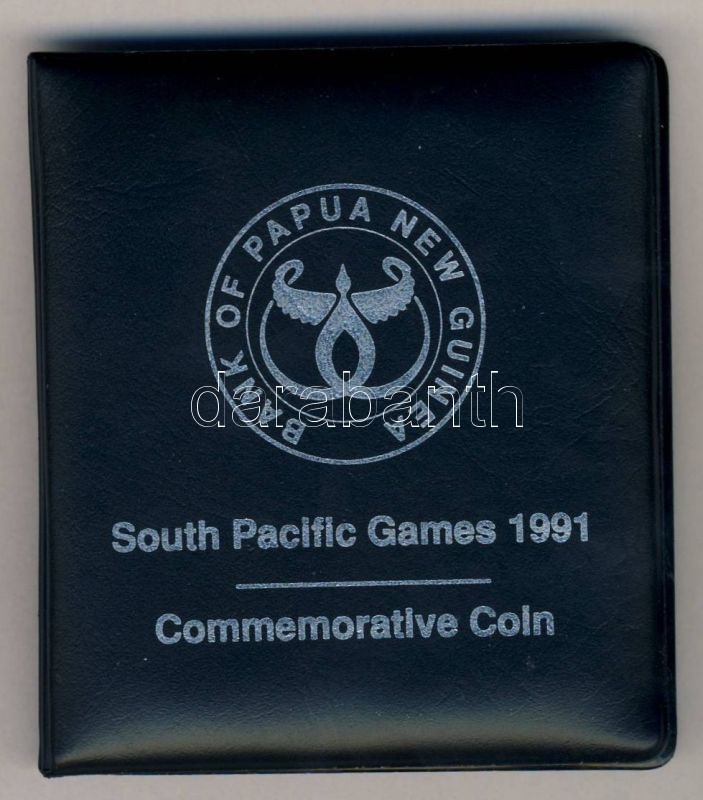 BANK OF PAPUA NEW GUINEA
darabanth
South Pacific Games 1991
Commemorative Coin